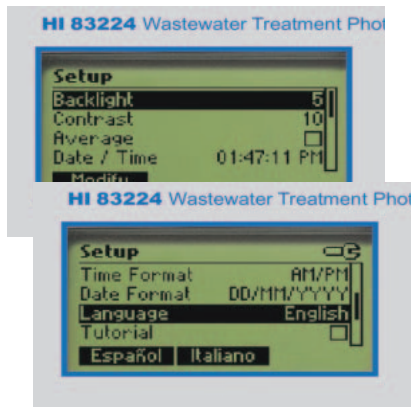 HI 83224 Wastewater Treatment Phot
Setup
Backlight 5
Contrast 10
Average
Date / Time 01:47:11 PM
Modify
HI 83224 Wastewater Treatment Phot
Setup
Time Format AM/PM
Date Format DD/MM/YYYY
Language English
Tutorial
Español Italiano